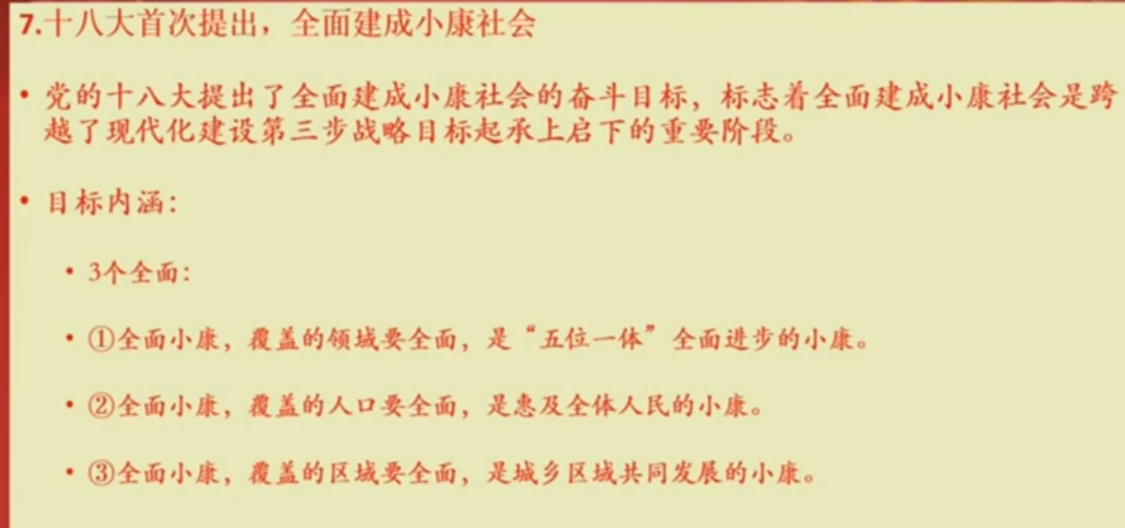 7.十八大首次提出，全面建成小康社会
• 党的十八大提出了全面建成小康社会的奋斗目标，标志着全面建成小康社会是跨
越了现代化建设第三步战略目标起承上启下的重要阶段。
• 目标内涵：
• 3个全面：
• ①全面小康，覆盖的领域要全面，是“五位一体”全面进步的小康。
• ②全面小康，覆盖的人口要全面，是惠及全体人民的小康。
• ③全面小康，覆盖的区域要全面，是城乡区域共同发展的小康。